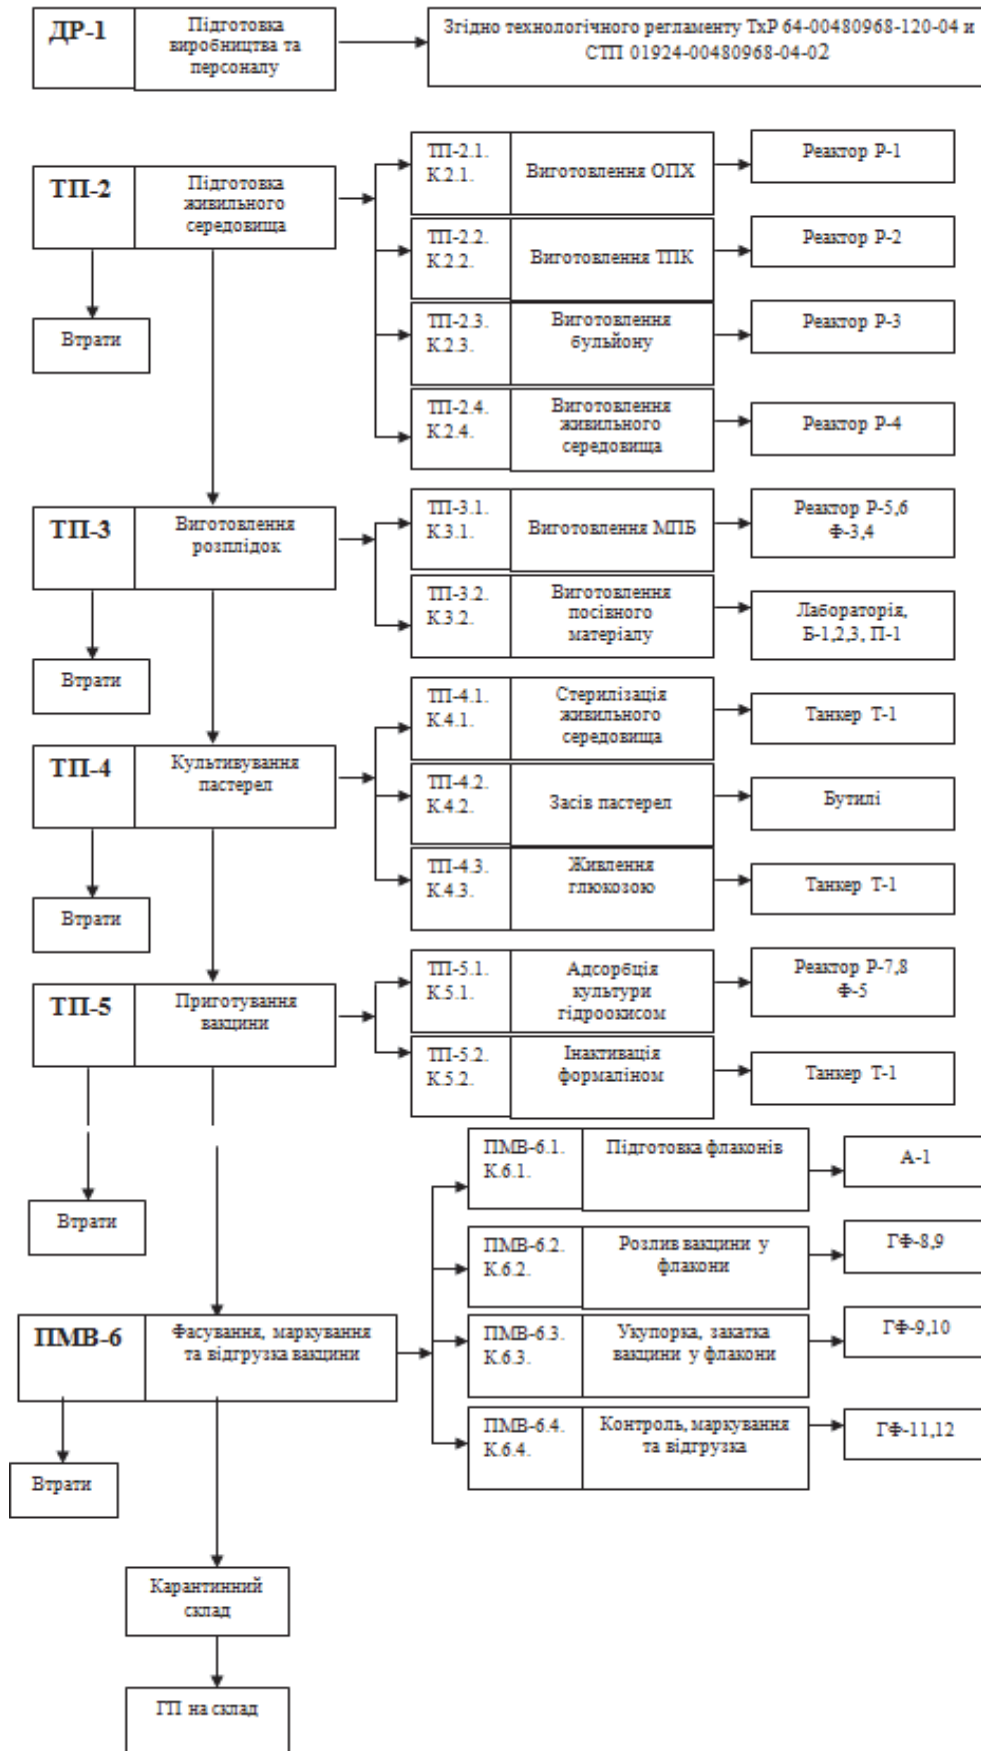 ДР-1
Підготовка
виробництва та
персоналу
Згідно технологічного регламенту ТхР 64-00480968-120-04 и
СТП 01924-00480968-04-02
ТП-2
Підготовка
живильного
середовища
ТП-2.1.
К.2.1.
Виготовлення ОПХ
Реактор Р-1
ТП-2.2.
К.2.2.
Виготовлення ТПК
Реактор Р-2
Втрати
ТП-2.3.
К.2.3.
Виготовлення
бульйону
Реактор Р-3
ТП-2.4.
К.2.4.
Виготовлення
живильного
середовища
Реактор Р-4
ТП-3
Виготовлення
розплідок
ТП-3.1.
К.3.1.
Виготовлення МПБ
Реактор Р-5,6
Ф-3,4
Втрати
ТП-3.2.
К.3.2.
Виготовлення
посівного
матеріалу
Лабораторія,
Б-1,2,3, П-1
ТП-4
Культивування
пастерел
ТП-4.1.
К.4.1.
Стерилізація
живильного
середовища
Танкер Т-1
ТП-4.2.
К.4.2.
Засів пастерел
Бутилі
Втрати
ТП-4.3.
К.4.3.
Живлення
глюкозою
Танкер Т-1
ТП-5
Приготування
вакцини
ТП-5.1.
К.5.1.
Адсорбція
культури
гідроокисом
Реактор Р-7,8
Ф-5
ТП-5.2.
К.5.2.
Інактивація
формаліном
Танкер Т-1
Втрати
ПМВ-6.1.
К.6.1.
Підготовка флаконів
А-1
ПМВ-6.2.
К.6.2.
Розлив вакцини у
флакони
ГФ-8,9
ПМВ-6
Фасування, маркування
та відгрузка вакцини
ПМВ-6.3.
К.6.3.
Укупорка, закатка
вакцини у флакони
ГФ-9,10
ПМВ-6.4.
К.6.4.
Контроль, маркування
та відгрузка
ГФ-11,12
Втрати
Карантинний
склад
ГП на склад